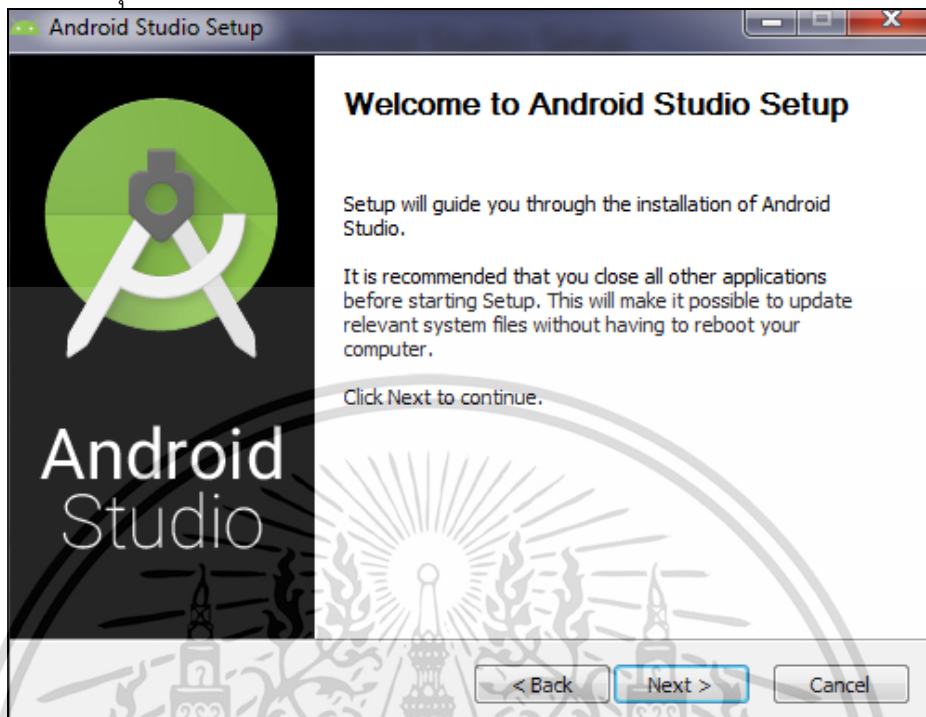 Android Studio Setup
Welcome to Android Studio Setup
Setup will guide you through the installation of Android
Studio.
It is recommended that you close all other applications
before starting Setup. This will make it possible to update
relevant system files without having to reboot your
computer.
Click Next to continue.
Android
Studio
< Back
Next >
Cancel